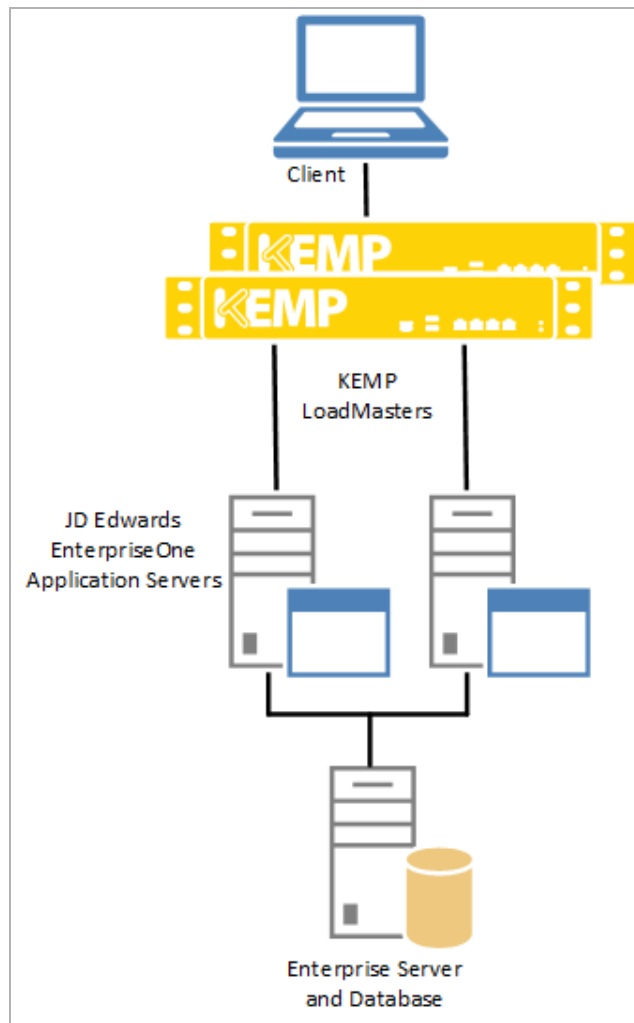 Client
KEMP
KEMP
KEMP
LoadMasters
JD Edwards
EnterpriseOne
Application Servers
Enterprise Server
and Database